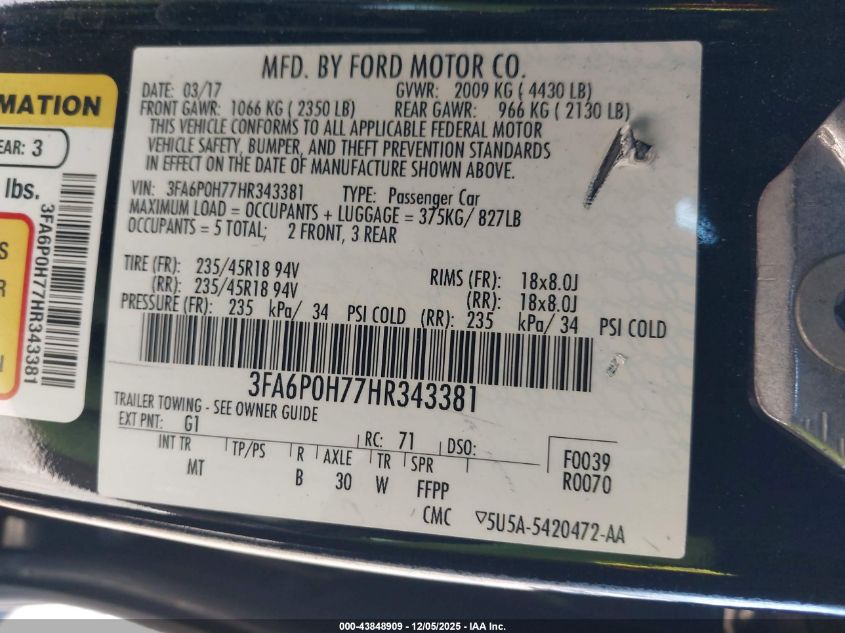 MATION
EAR: 3
lbs.
S
R
3FA6P0H77HR343381
MFD. BY FORD MOTOR CO.
DATE: 03/17 GVWR: 2009 KG ( 4430 LB)
FRONT GAWR: 1066 KG ( 2350 LB) REAR GAWR: 966 KG ( 2130 LB)
THIS VEHICLE CONFORMS TO ALL APPLICABLE FEDERAL MOTOR
VEHICLE SAFETY, BUMPER, AND THEFT PREVENTION STANDARDS
IN EFFECT ON THE DATE OF MANUFACTURE SHOWN ABOVE.
VIN: 3FA6P0H77HR343381 TYPE: Passenger Car
MAXIMUM LOAD = OCCUPANTS + LUGGAGE = 375KG/ 827LB
OCCUPANTS = 5 TOTAL; 2 FRONT, 3 REAR
TIRE (FR): 235/45R18 94V RIMS (FR): 18x8.0J
(RR): 235/45R18 94V (RR): 18x8.0J
PRESSURE (FR): 235 kPa/ 34 PSI COLD (RR): 235 kPa/ 34 PSI COLD
3FA6P0H77HR343381
TRAILER TOWING - SEE OWNER GUIDE
EXT PNT: G1 RC: 71 DSO: F0039
INT TR TP/PS R AXLE TR SPR R0070
MT B 30 W FFPP
CMC ▽5U5A-5420472-AA
000-43848909 - 12/05/2025 - IAA Inc.